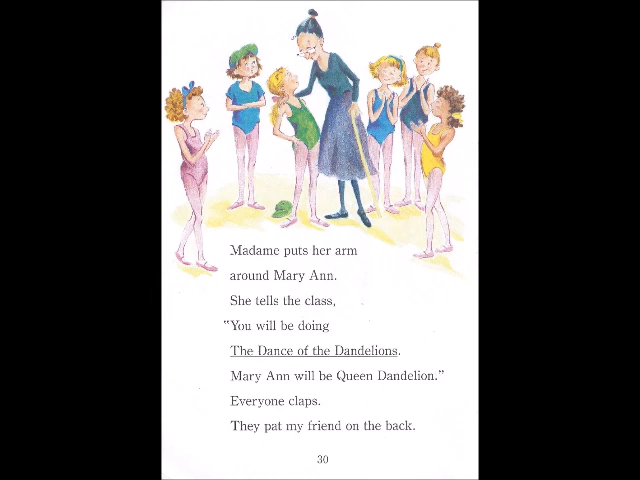 Madame puts her arm
around Mary Ann.
She tells the class,
"You will be doing
The Dance of the Dandelions.
Mary Ann will be Queen Dandelion."
Everyone claps.
They pat my friend on the back.
30